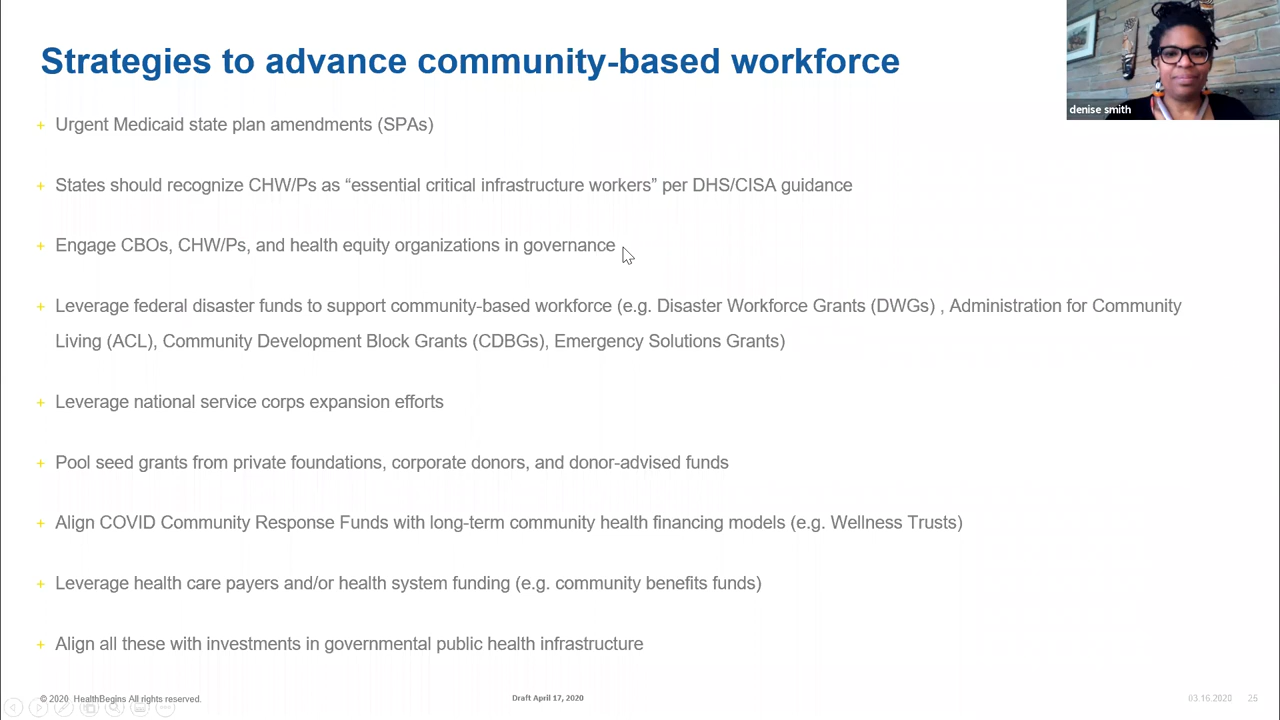 Strategies to advance community-based workforce
denise smith
+ Urgent Medicaid state plan amendments (SPAs)
+ States should recognize CHW/Ps as “essential critical infrastructure workers” per DHS/CISA guidance
+ Engage CBOs, CHW/Ps, and health equity organizations in governance
+ Leverage federal disaster funds to support community-based workforce (e.g. Disaster Workforce Grants (DWGs) , Administration for Community
Living (ACL), Community Development Block Grants (CDBGs), Emergency Solutions Grants)
+ Leverage national service corps expansion efforts
+ Pool seed grants from private foundations, corporate donors, and donor-advised funds
+ Align COVID Community Response Funds with long-term community health financing models (e.g. Wellness Trusts)
+ Leverage health care payers and/or health system funding (e.g. community benefits funds)
+ Align all these with investments in governmental public health infrastructure
© 2020 HealthBegins All rights reserved.
Draft April 17, 2020
03.16.2020 25